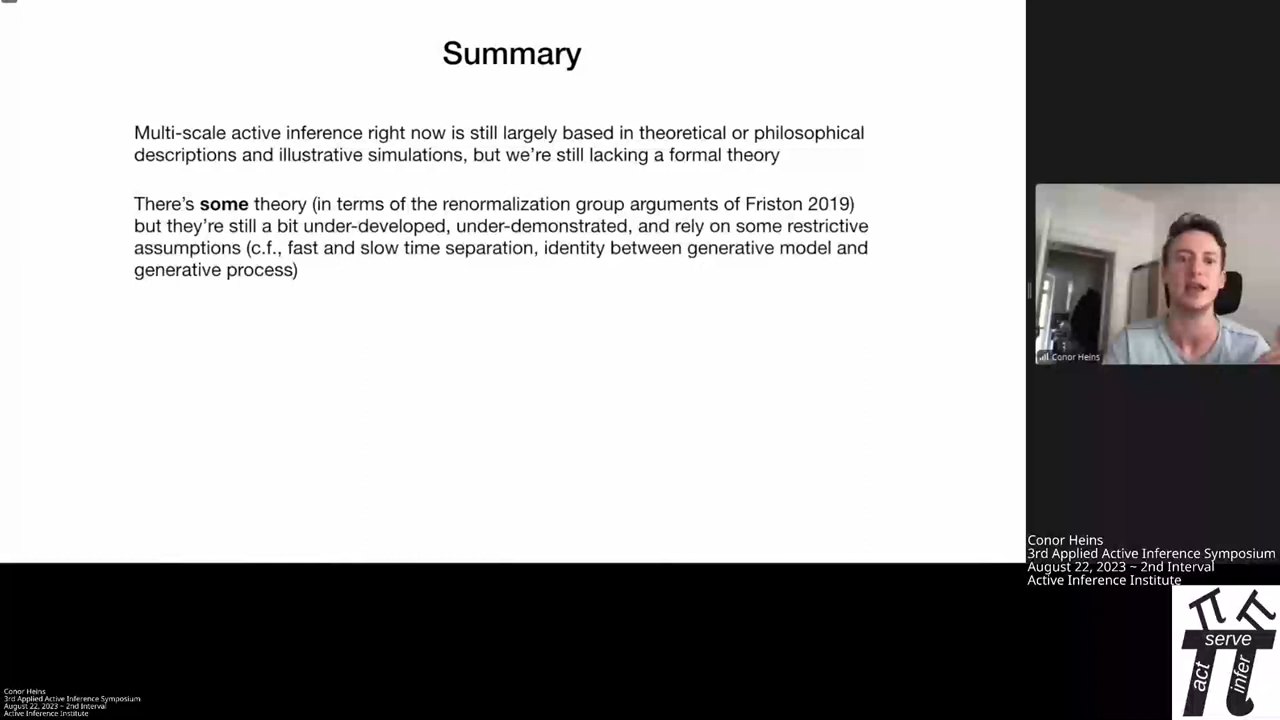 Summary
Multi-scale active inference right now is still largely based in theoretical or philosophical
descriptions and illustrative simulations, but we're still lacking a formal theory
There's some theory (in terms of the renormalization group arguments of Friston 2019)
but they're still a bit under-developed, under-demonstrated, and rely on some restrictive
assumptions (c.f., fast and slow time separation, identity between generative model and
generative process)
Conor Heins
Conor Heins
3rd Applied Active Inference Symposium
August 22, 2023 ~ 2nd Interval
Active Inference Institute
serve
act
infer
Conor Heins
3rd Applied Active Inference Symposium
August 22, 2023 ~ 2nd Interval
Active Inference Institute